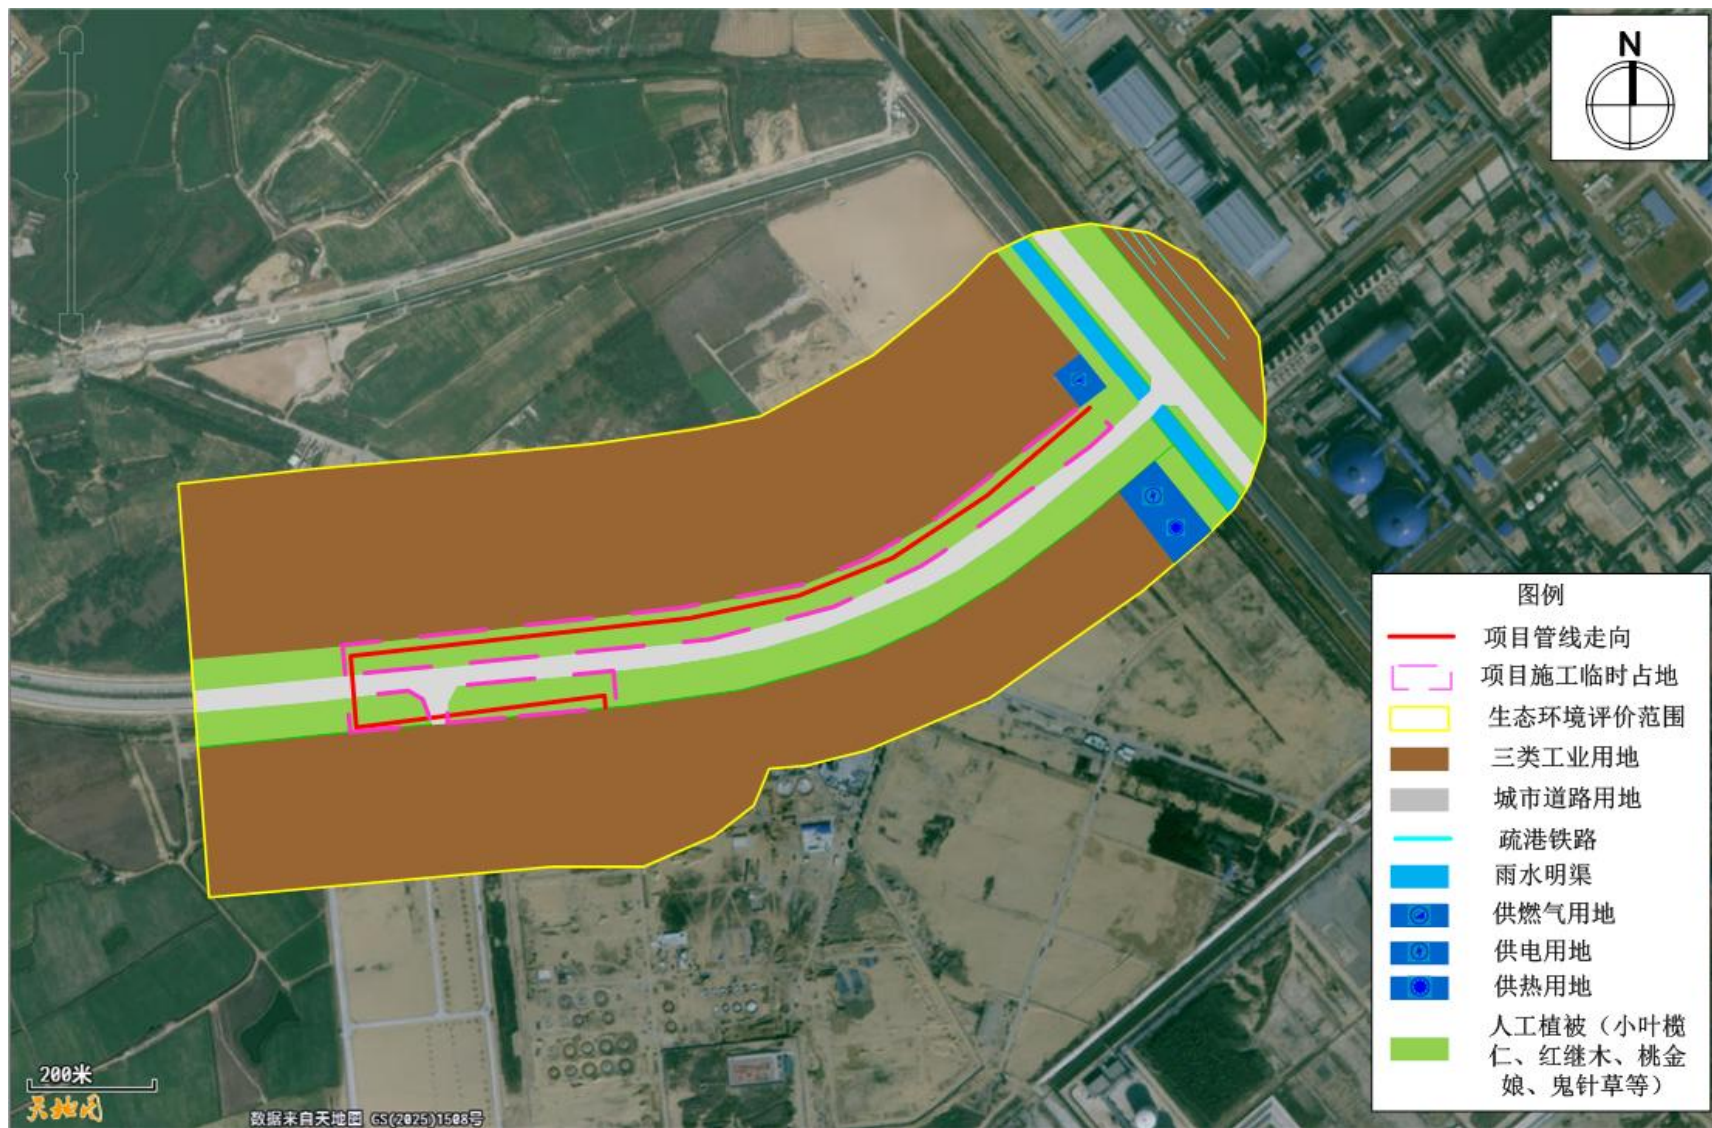 N
图例
项目管线走向
项目施工临时占地
生态环境评价范围
三类工业用地
城市道路用地
疏港铁路
雨水明渠
供燃气用地
供电用地
供热用地
人工植被（小叶榄
仁、红继木、桃金
娘、鬼针草等）
200米
天地图
数据来自天地图 GS(2025)1508号